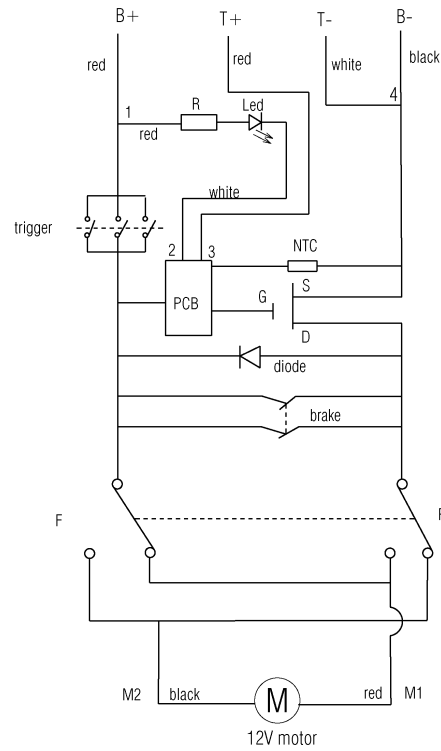 B+ T+ T- B-
red red white black
1 R Led 4
red
white
trigger
2 3 NTC
PCB G S
D
diode
brake
F
M2 black M red M1
12V motor